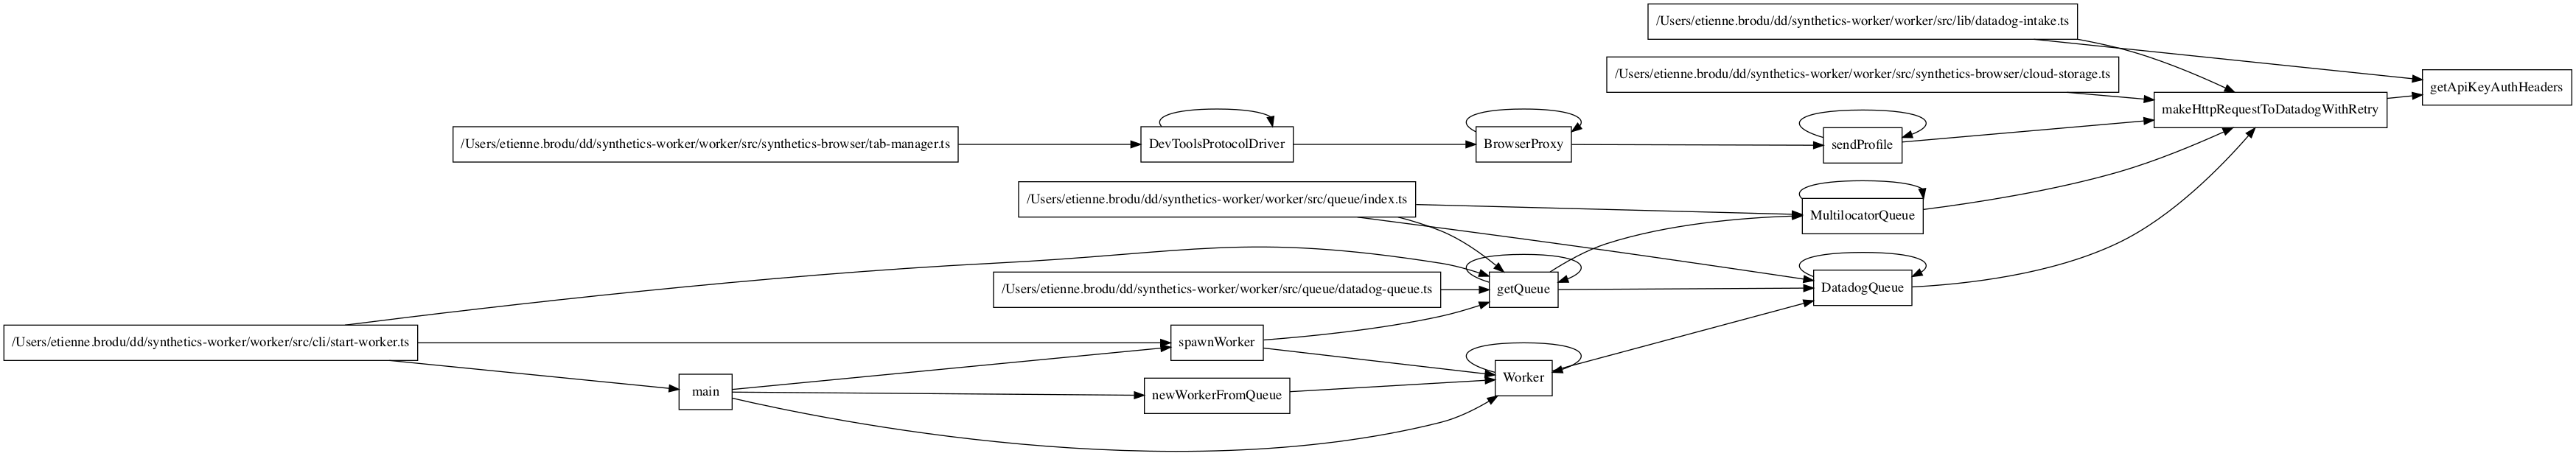 /Users/etienne.brodu/dd/synthetics-worker/worker/src/lib/datadog-intake.ts
/Users/etienne.brodu/dd/synthetics-worker/worker/src/synthetics-browser/cloud-storage.ts
getApiKeyAuthHeaders
makeHttpRequestToDatadogWithRetry
/Users/etienne.brodu/dd/synthetics-worker/worker/src/synthetics-browser/tab-manager.ts
DevToolsProtocolDriver
BrowserProxy
sendProfile
/Users/etienne.brodu/dd/synthetics-worker/worker/src/queue/index.ts
MultilocatorQueue
/Users/etienne.brodu/dd/synthetics-worker/worker/src/queue/datadog-queue.ts
getQueue
DatadogQueue
/Users/etienne.brodu/dd/synthetics-worker/worker/src/cli/start-worker.ts
spawnWorker
Worker
main
newWorkerFromQueue